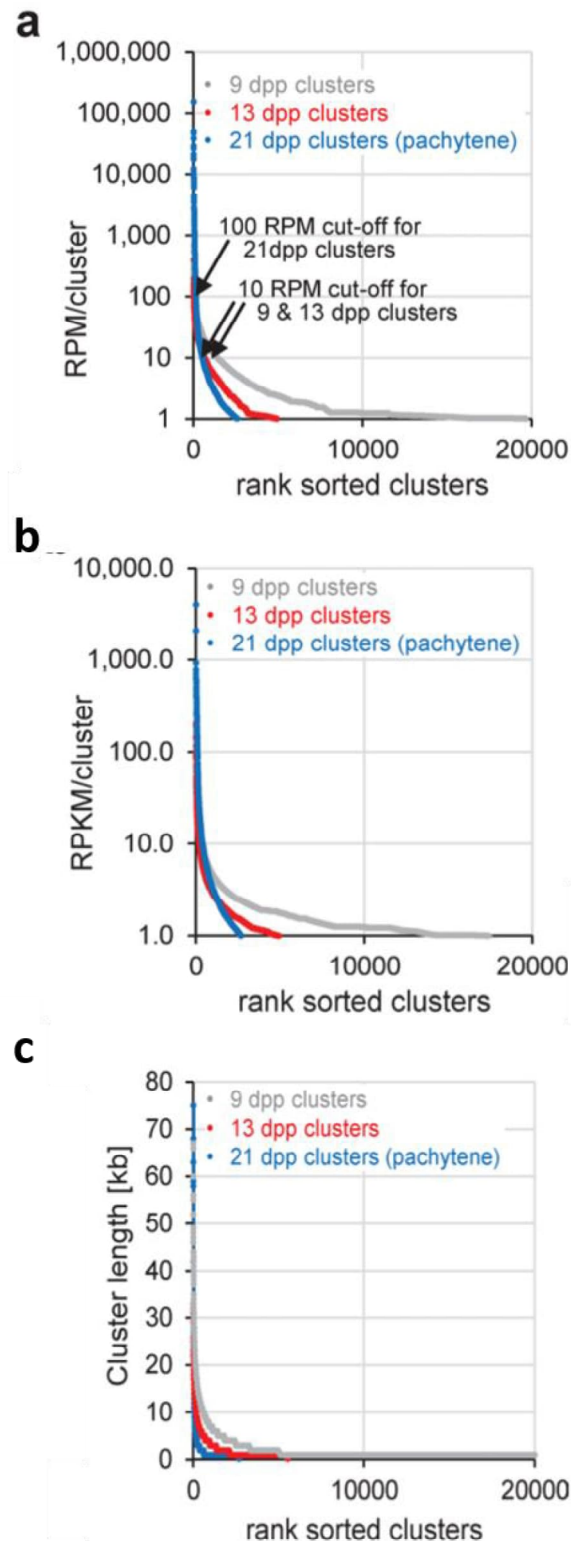 a
1,000,000
100,000
10,000
1,000
100
10
1
RPM/cluster
9 dpp clusters
13 dpp clusters
21 dpp clusters (pachytene)
100 RPM cut-off for
21dpp clusters
10 RPM cut-off for
9 & 13 dpp clusters
0 10000 20000
rank sorted clusters
b
10,000.0
1,000.0
100.0
10.0
1.0
RPKM/cluster
9 dpp clusters
13 dpp clusters
21 dpp clusters (pachytene)
0 10000 20000
rank sorted clusters
c
80
70
60
50
40
30
20
10
0
Cluster length [kb]
9 dpp clusters
13 dpp clusters
21 dpp clusters (pachytene)
0 10000 20000
rank sorted clusters